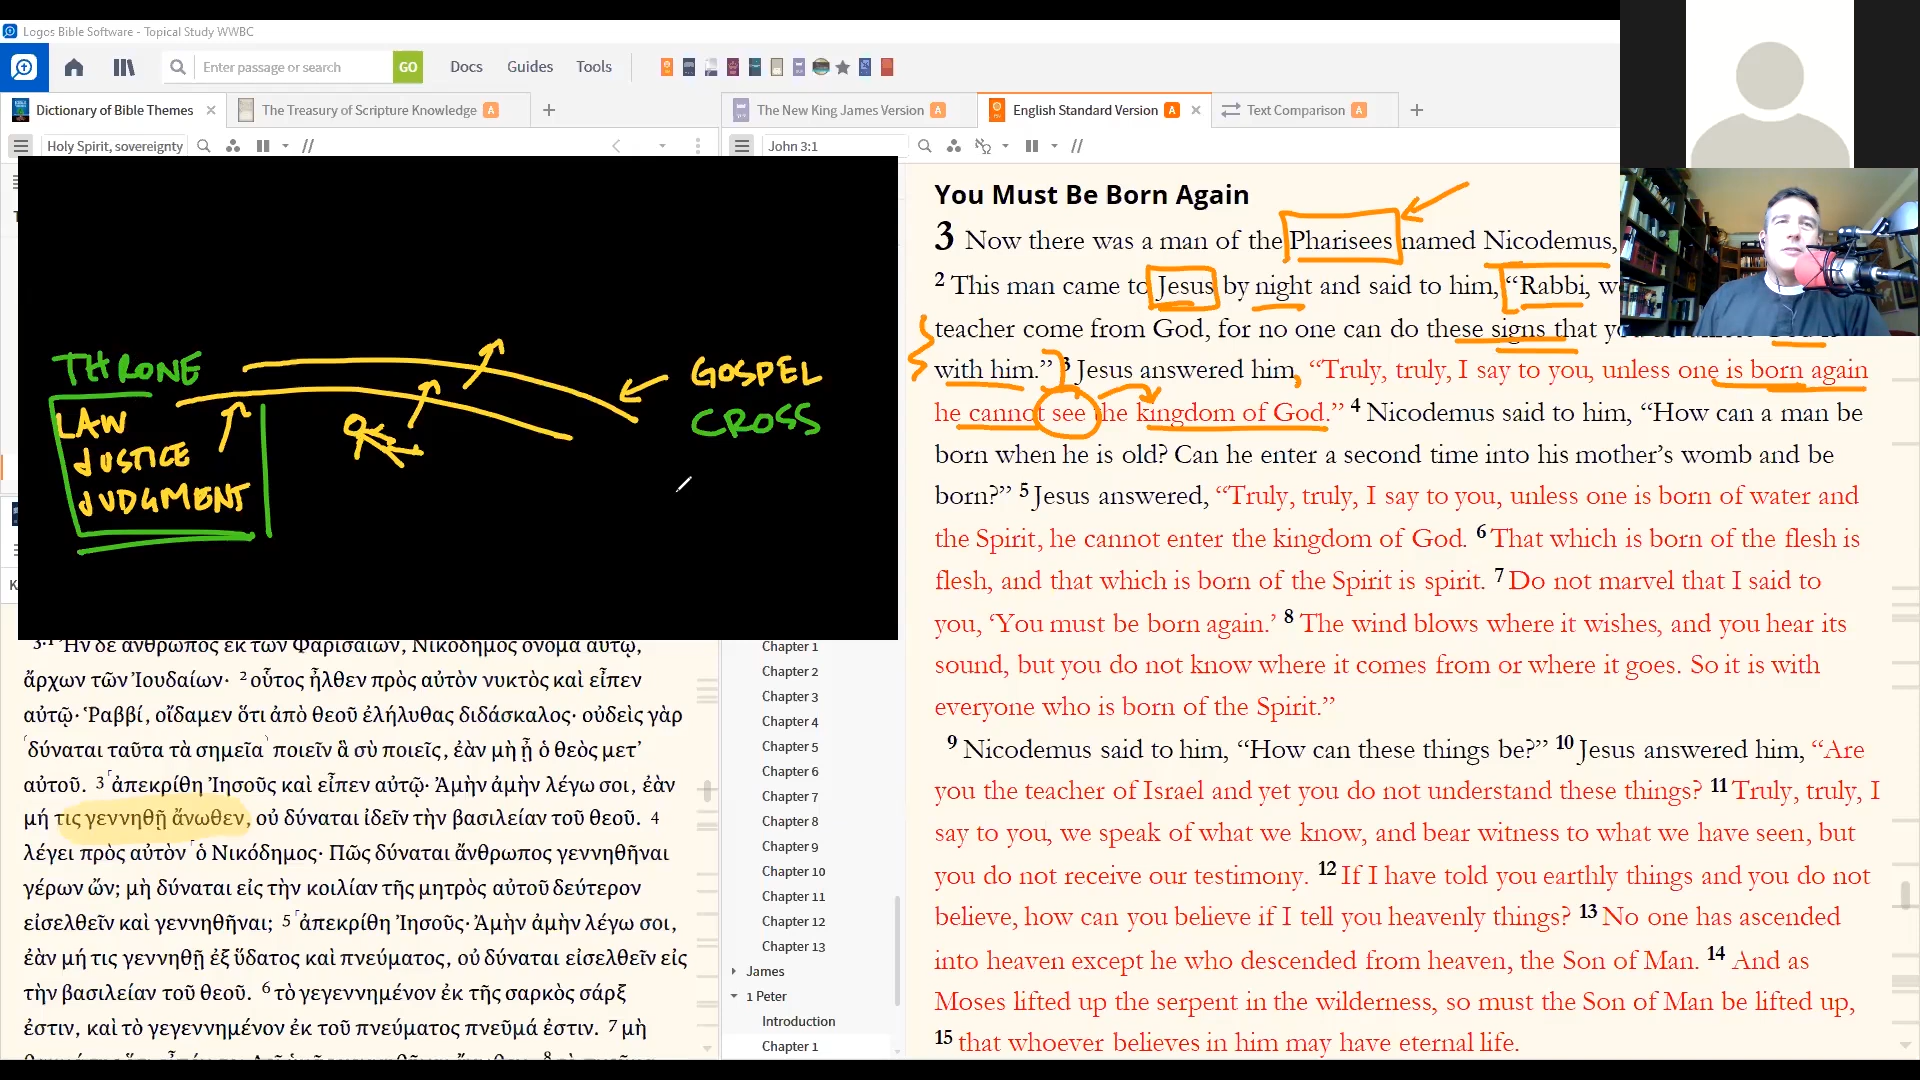 Logos Bible Software - Topical Study WWBC
Enter passage or search
GO
Docs
Guides
Tools
Dictionary of Bible Themes
The Treasury of Scripture Knowledge A
The New King James Version A
English Standard Version A
Text Comparison A
Holy Spirit, sovereignty
John 3:1
THRONE
LAW
JUSTICE
JUDGMENT
GOSPEL
CROSS
3:1 Ἦν δὲ ἄνθρωπος ἐκ τῶν Φαρισαίων, Νικόδημος ὄνομα αὐτῷ,
ἄρχων τῶν Ἰουδαίων· 2 οὗτος ἦλθεν πρὸς αὐτὸν νυκτὸς καὶ εἶπεν
αὐτῷ· Ῥαββί, οἴδαμεν ὅτι ἀπὸ θεοῦ ἐλήλυθας διδάσκαλος· οὐδεὶς γὰρ
⸂δύναται ταῦτα τὰ σημεῖα⸃ ποιεῖν ἃ σὺ ποιεῖς, ἐὰν μὴ ᾖ ὁ θεὸς μετ’
αὐτοῦ. 3 ⸀ἀπεκρίθη Ἰησοῦς καὶ εἶπεν αὐτῷ· Ἀμὴν ἀμὴν λέγω σοι, ἐὰν
μή τις γεννηθῇ ἄνωθεν, οὐ δύναται ἰδεῖν τὴν βασιλείαν τοῦ θεοῦ. 4
λέγει πρὸς αὐτὸν ⸀ὁ Νικόδημος· Πῶς δύναται ἄνθρωπος γεννηθῆναι
γέρων ὤν; μὴ δύναται εἰς τὴν κοιλίαν τῆς μητρὸς αὐτοῦ δεύτερον
εἰσελθεῖν καὶ γεννηθῆναι; 5 ⸀ἀπεκρίθη Ἰησοῦς· Ἀμὴν ἀμὴν λέγω σοι,
ἐὰν μή τις γεννηθῇ ἐξ ὕδατος καὶ πνεύματος, οὐ δύναται εἰσελθεῖν εἰς
τὴν βασιλείαν τοῦ θεοῦ. 6 τὸ γεγεννημένον ἐκ τῆς σαρκὸς σάρξ
ἐστιν, καὶ τὸ γεγεννημένον ἐκ τοῦ πνεύματος πνεῦμά ἐστιν. 7 μὴ
Chapter 1
Chapter 2
Chapter 3
Chapter 4
Chapter 5
Chapter 6
Chapter 7
Chapter 8
Chapter 9
Chapter 10
Chapter 11
Chapter 12
Chapter 13
James
1 Peter
Introduction
Chapter 1
You Must Be Born Again
3 Now there was a man of the Pharisees named Nicodemus,
2 This man came to Jesus by night and said to him, “Rabbi,
teacher come from God, for no one can do these signs that
with him.” 3 Jesus answered him, “Truly, truly, I say to you, unless one is born again
he cannot see the kingdom of God.” 4 Nicodemus said to him, “How can a man be
born when he is old? Can he enter a second time into his mother’s womb and be
born?” 5 Jesus answered, “Truly, truly, I say to you, unless one is born of water and
the Spirit, he cannot enter the kingdom of God. 6 That which is born of the flesh is
flesh, and that which is born of the Spirit is spirit. 7 Do not marvel that I said to
you, ‘You must be born again.’ 8 The wind blows where it wishes, and you hear its
sound, but you do not know where it comes from or where it goes. So it is with
everyone who is born of the Spirit.”
9 Nicodemus said to him, “How can these things be?” 10 Jesus answered him, “Are
you the teacher of Israel and yet you do not understand these things? 11 Truly, truly, I
say to you, we speak of what we know, and bear witness to what we have seen, but
you do not receive our testimony. 12 If I have told you earthly things and you do not
believe, how can you believe if I tell you heavenly things? 13 No one has ascended
into heaven except he who descended from heaven, the Son of Man. 14 And as
Moses lifted up the serpent in the wilderness, so must the Son of Man be lifted up,
15 that whoever believes in him may have eternal life.